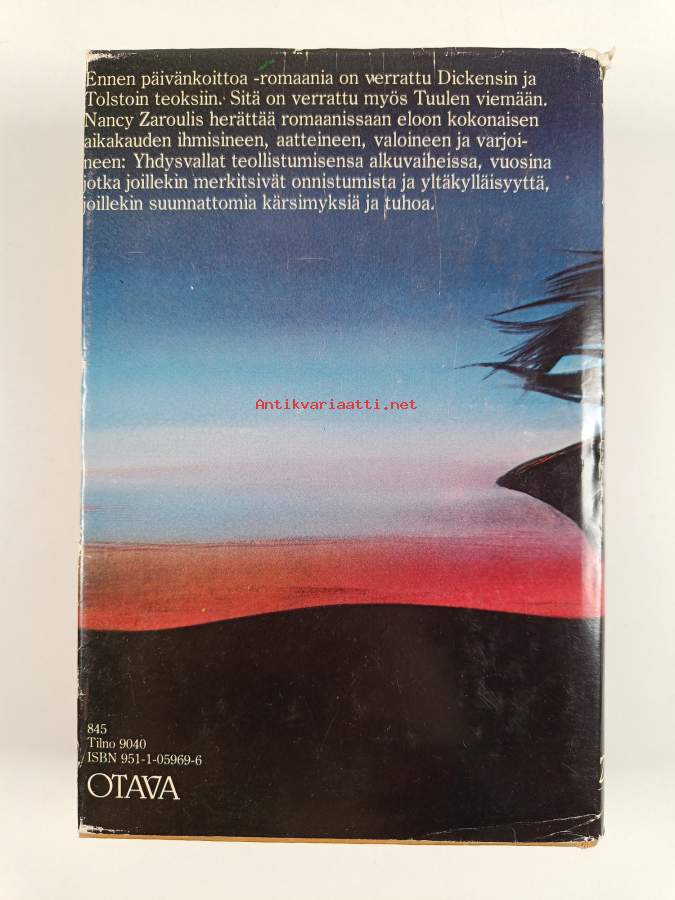 Ennen päivänkoittoa -romaania on verrattu Dickensin ja
Tolstoin teoksiin. Sitä on verrattu myös Tuulen viemään.
Nancy Zaroulis herättää romaanissaan eloon kokonaisen
aikakauden ihmisineen, aatteineen, valoineen ja varjoi-
neen: Yhdysvallat teollistumisensa alkuvaiheissa, vuosina
jotka joillekin merkitsivät onnistumista ja yltäkylläisyyttä,
joillekin suunnattomia kärsimyksiä ja tuhoa.
Antikvariaatti.net
845
Tilno 9040
ISBN 951-1-05969-6
OTAVA